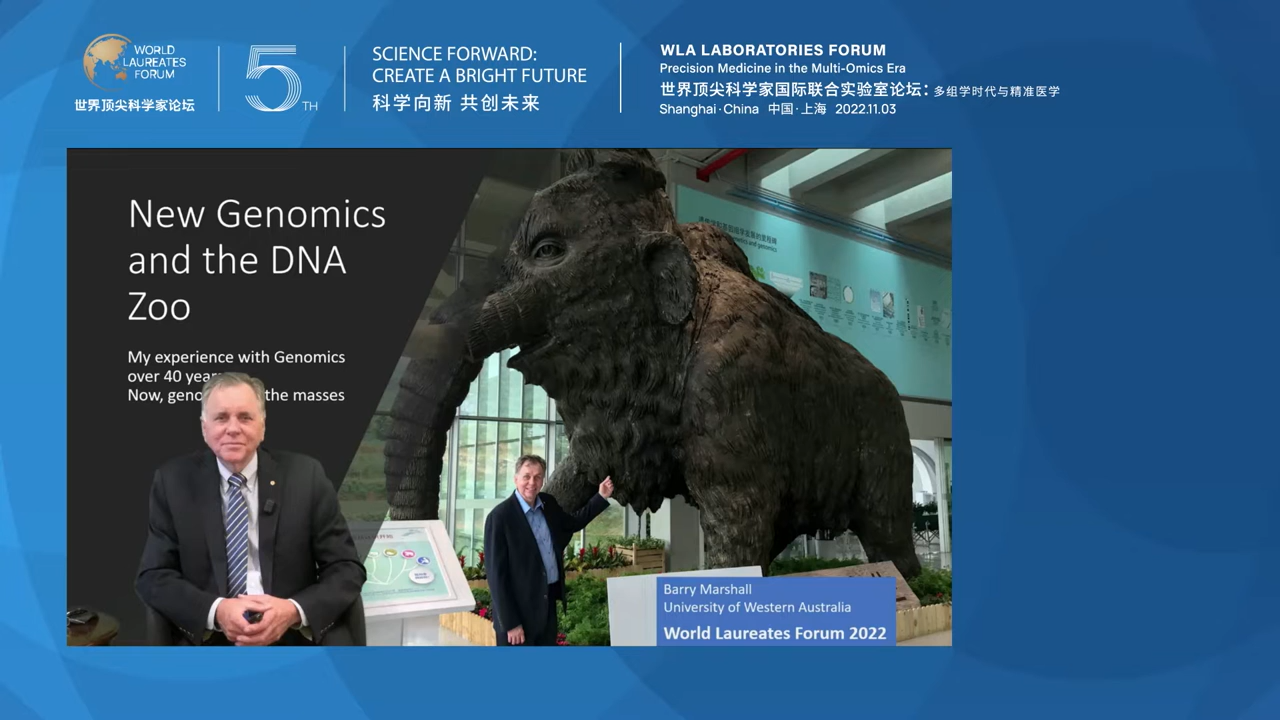 WORLD
LAUREATES
FORUM
世界顶尖科学家论坛
5TH
SCIENCE FORWARD:
CREATE A BRIGHT FUTURE
科学向新 共创未来
WLA LABORATORIES FORUM
Precision Medicine in the Multi-Omics Era
世界顶尖科学家国际联合实验室论坛：多组学时代与精准医学
Shanghai·China 中国·上海 2022.11.03
New Genomics
and the DNA
Zoo
My experience with Genomics
over 40
Now, the masses
Barry Marshall
University of Western Australia
World Laureates Forum 2022